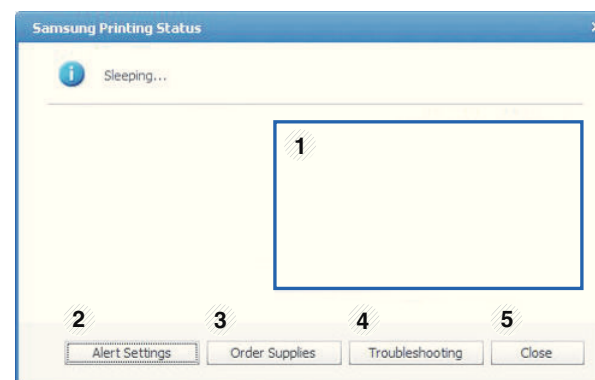 Samsung Printing Status
Sleeping...
1
2 3 4 5
Alert Settings Order Supplies Troubleshooting Close